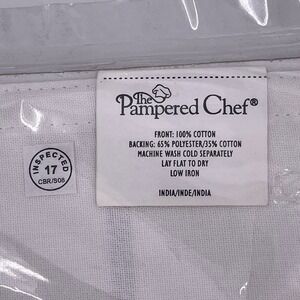 The
Pampered Chef®
FRONT: 100% COTTON
BACKING: 65% POLYESTER/35% COTTON
MACHINE WASH COLD SEPARATELY
LAY FLAT TO DRY
LOW IRON
INDIA/INDE/INDIA
INSPECTED
17
CBR/808